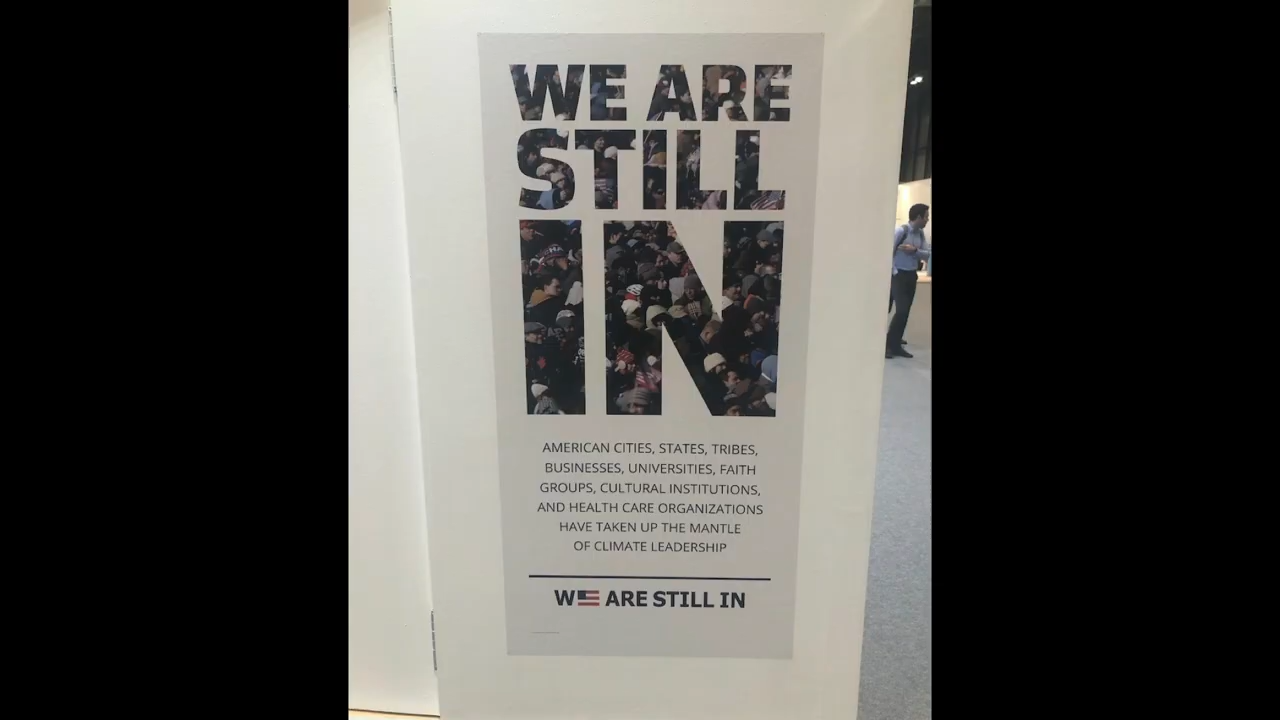 WE ARE
STILL
IN
AMERICAN CITIES, STATES, TRIBES,
BUSINESSES, UNIVERSITIES, FAITH
GROUPS, CULTURAL INSTITUTIONS,
AND HEALTH CARE ORGANIZATIONS
HAVE TAKEN UP THE MANTLE
OF CLIMATE LEADERSHIP
WE ARE STILL IN